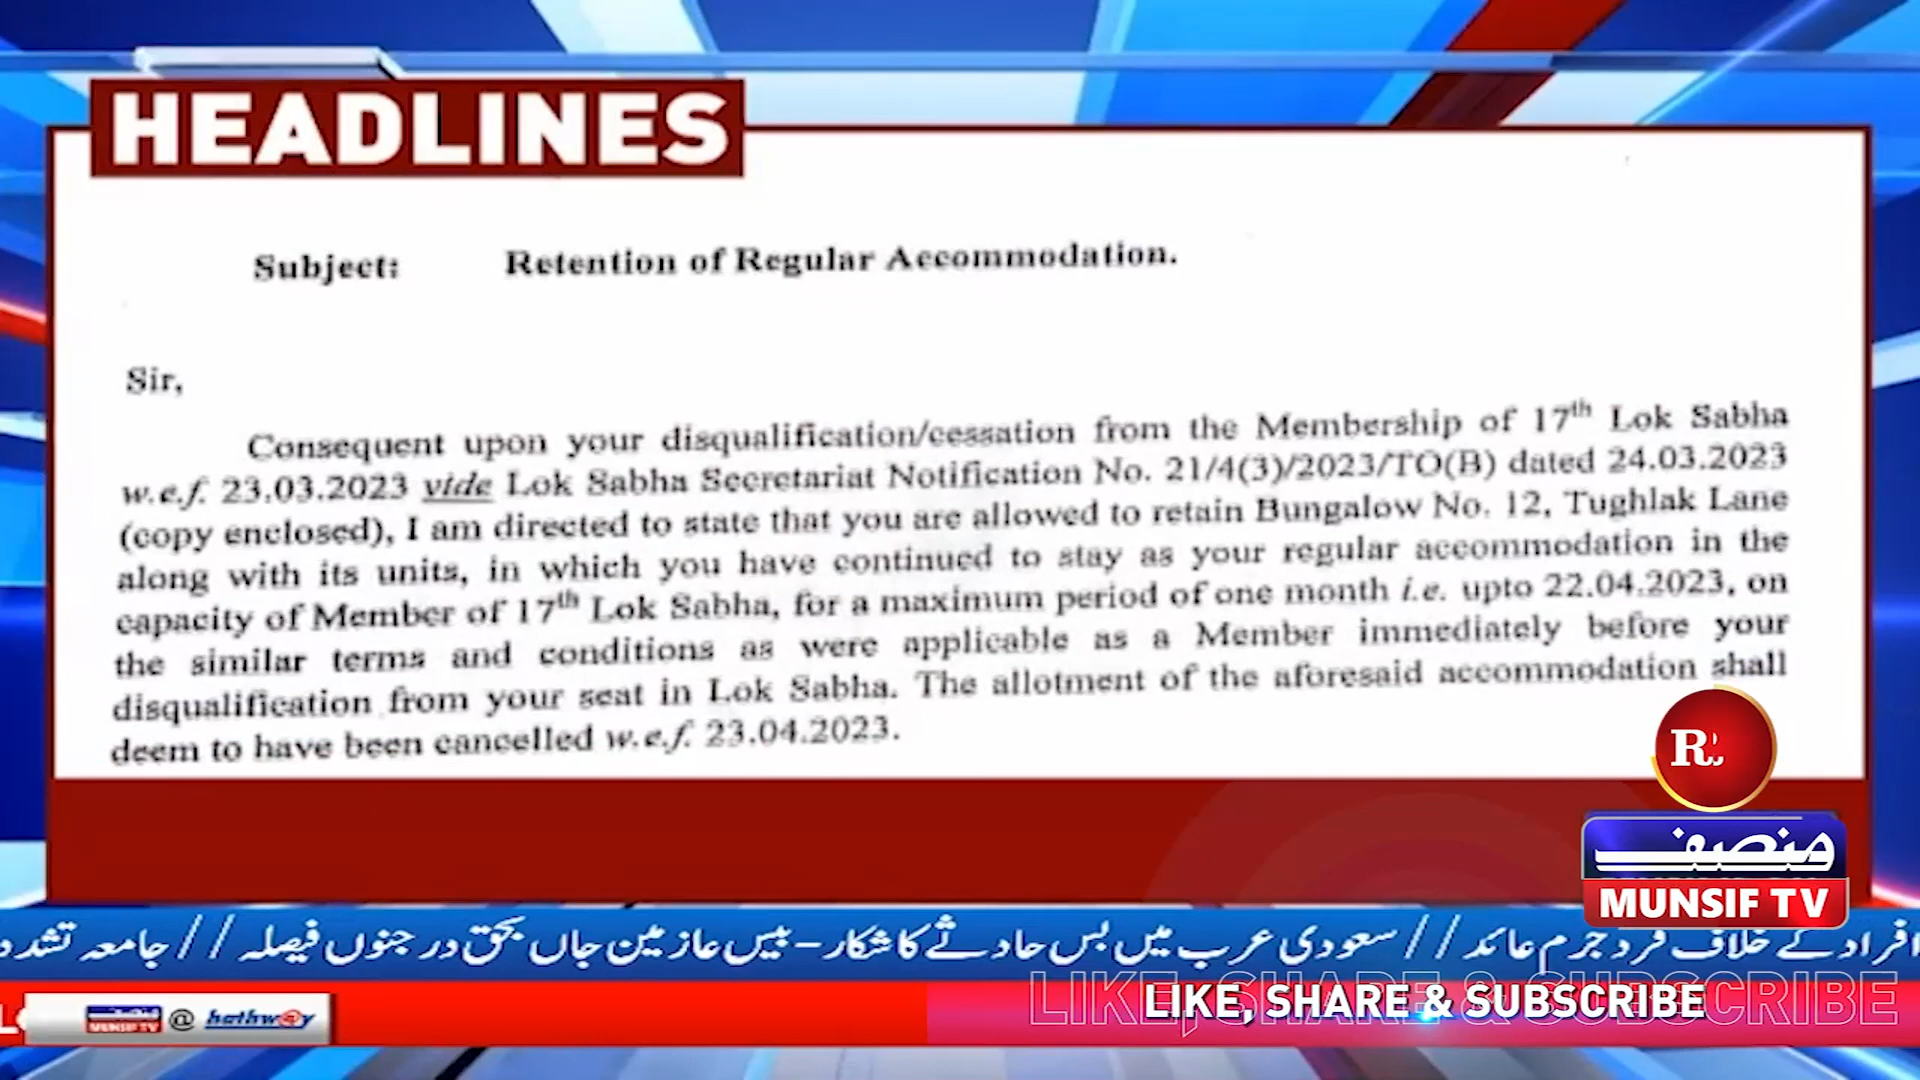 HEADLINES
Subject: Retention of Regular Accommodation.
Sir,
Consequent upon your disqualification/cessation from the Membership of 17th Lok Sabha
w.e.f. 23.03.2023 vide Lok Sabha Secretariat Notification No. 21/4(3)/2023/TO(B) dated 24.03.2023
(copy enclosed), I am directed to state that you are allowed to retain Bungalow No. 12, Tughlak Lane
along with its units, in which you have continued to stay as your regular accommodation in the
capacity of Member of 17th Lok Sabha, for a maximum period of one month i.e. upto 22.04.2023, on
the similar terms and conditions as were applicable as a Member immediately before your
disqualification from your seat in Lok Sabha. The allotment of the aforesaid accommodation shall
deem to have been cancelled w.e.f. 23.04.2023.
R
منصف
MUNSIF TV
افراد کے خلاف فرد جرم عائد // سعودی عرب میں بس حادثے کا شکار – بیس عازمین جاں بحق در جنوں فیصلہ // جامعہ تشدد
LIKE, SHARE & SUBSCRIBE
LIKE, SHARE & SUBSCRIBE
منصف
MUNSIF TV @ hathway